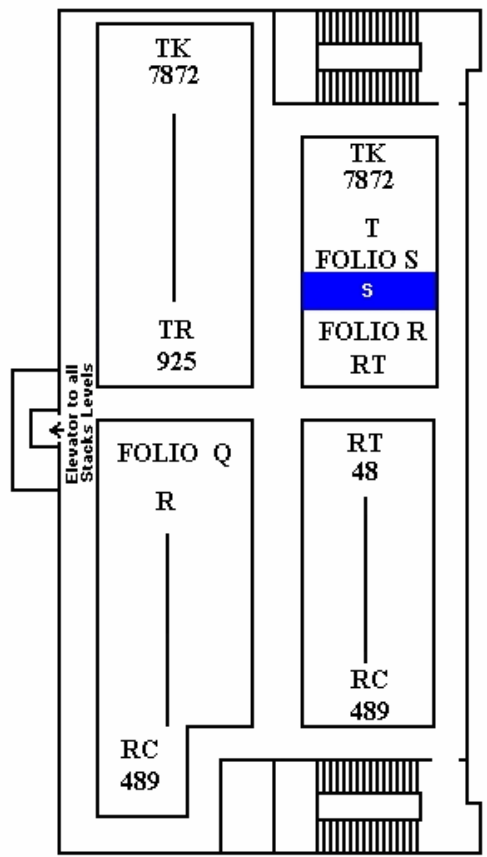 TK
7872
TR
925
TK
7872
T
FOLIO S
S
FOLIO R
RT
Elevator to all
Stacks Levels
FOLIO Q
R
RC
489
RT
48
RC
489